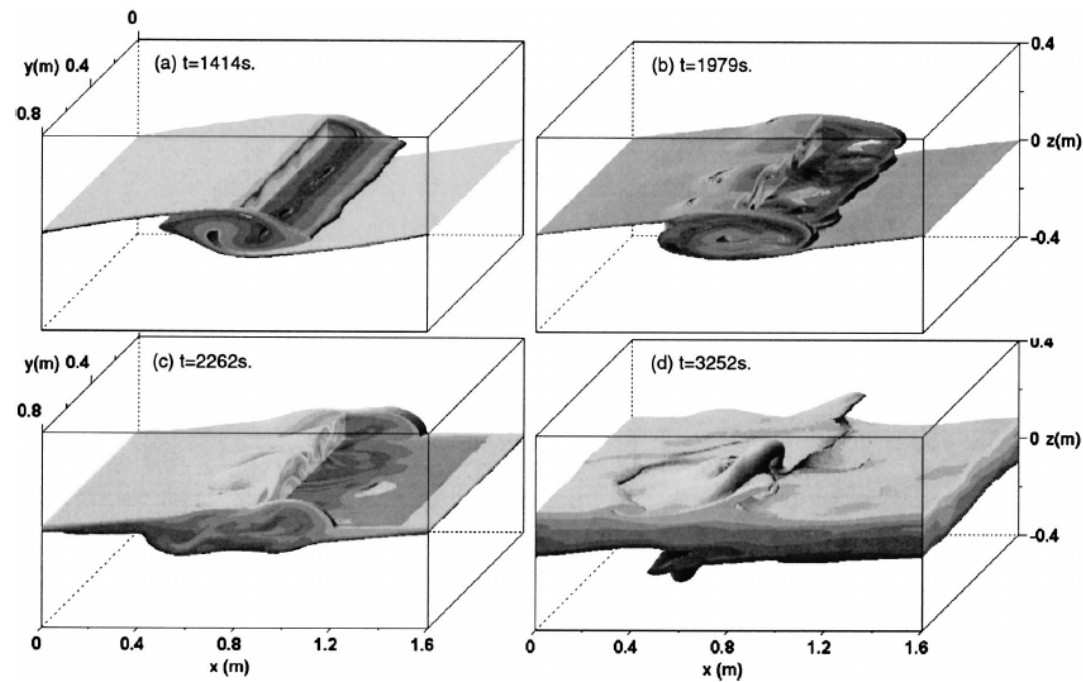 0
y(m) 0.4
0.8
(a) t=1414s.
(b) t=1979s.
0.4
0 z(m)
-0.4
y(m) 0.4
0.8
(c) t=2262s.
(d) t=3252s.
0.4
0 z(m)
-0.4
0 0.4 0.8 1.2 1.6
x (m)
0 0.4 0.8 1.2 1.6
x (m)